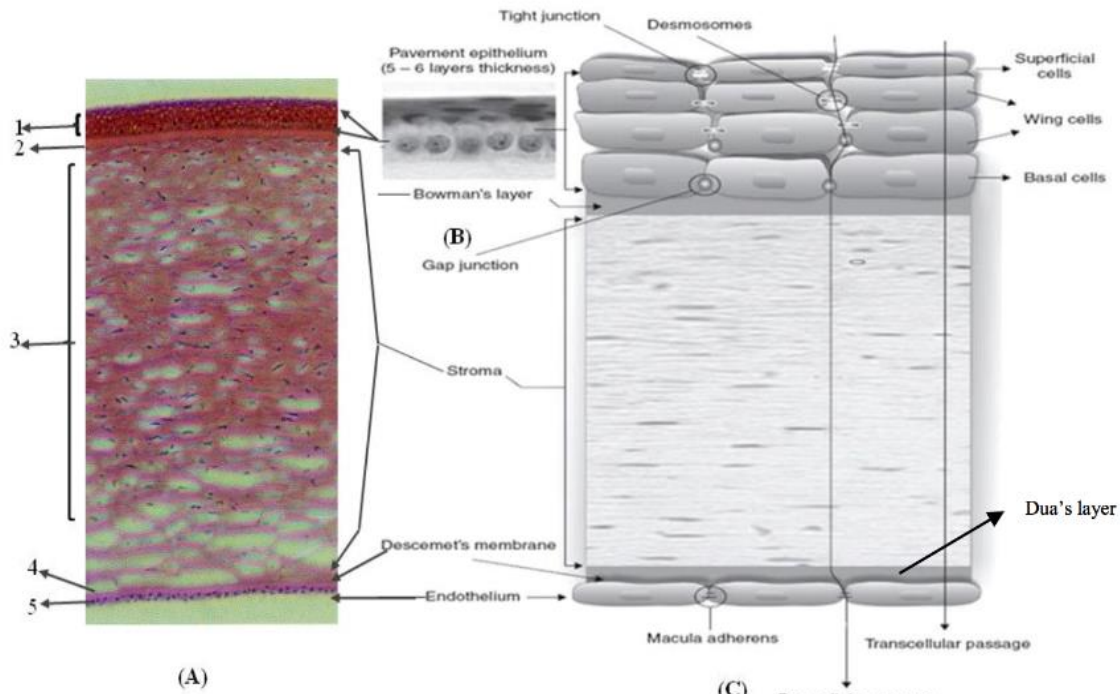 Tight junction
Desmosomes
Pavement epithelium
(5 – 6 layers thickness)
Superficial
cells
1
Wing cells
2
Basal cells
Bowman's layer
(B)
Gap junction
3
Stroma
Dua's layer
Descemet's membrane
4
5
Endothelium
Macula adherens
Transcellular passage
(A)
(C)